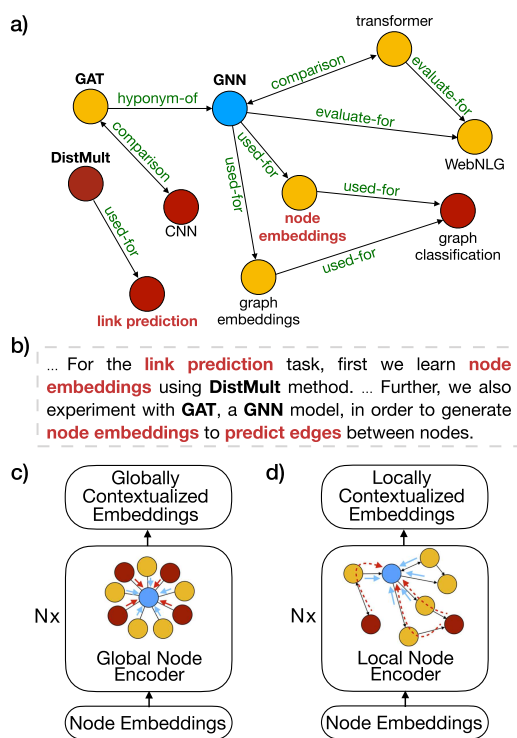 a)
transformer
GAT
GNN
comparison
hyponym-of
evaluate-for
evaluate-for
comparison
DistMult
used-for
used-for
WebNLG
used-for
CNN
node
embeddings
used-for
graph
classification
used-for
link prediction
graph
embeddings
b)
... For the link prediction task, first we learn node
embeddings using DistMult method. ... Further, we also
experiment with GAT, a GNN model, in order to generate
node embeddings to predict edges between nodes.
c)
Globally
Contextualized
Embeddings
Nx
Global Node
Encoder
Node Embeddings
d)
Locally
Contextualized
Embeddings
Nx
Local Node
Encoder
Node Embeddings